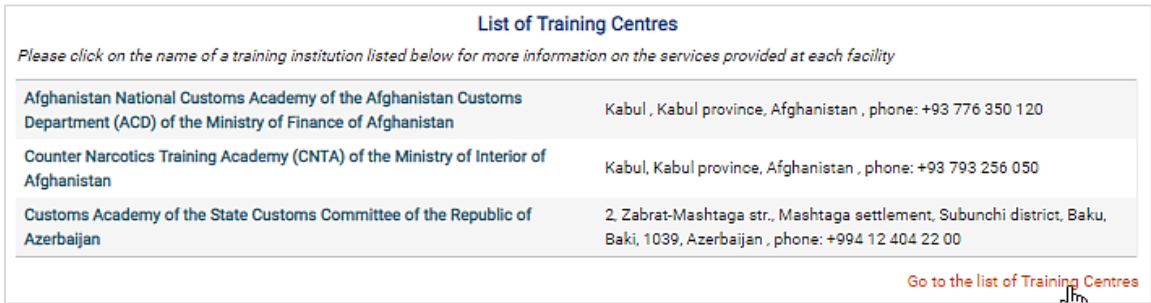 List of Training Centres
Please click on the name of a training institution listed below for more information on the services provided at each facility
Afghanistan National Customs Academy of the Afghanistan Customs
Department (ACD) of the Ministry of Finance of Afghanistan
Kabul , Kabul province, Afghanistan , phone: +93 776 350 120
Counter Narcotics Training Academy (CNTA) of the Ministry of Interior of
Afghanistan
Kabul, Kabul province, Afghanistan , phone: +93 793 256 050
Customs Academy of the State Customs Committee of the Republic of
Azerbaijan
2, Zabrat-Mashtaga str., Mashtaga settlement, Subunchi district, Baku,
Baki, 1039, Azerbaijan , phone: +994 12 404 22 00
Go to the list of Training Centres